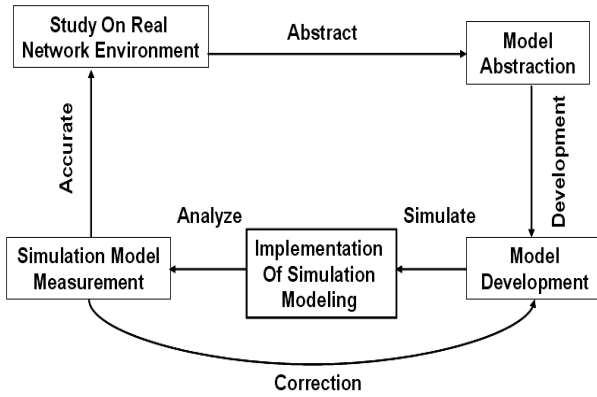 Study On Real
Network Environment
Abstract
Model
Abstraction
Accurate
Development
Analyze
Simulate
Simulation Model
Measurement
Implementation
Of Simulation
Modeling
Model
Development
Correction